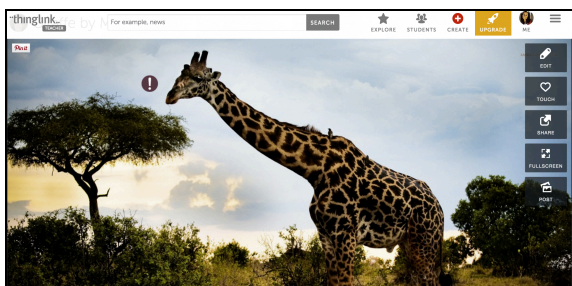 thinglink..
TEACHER
For example, news
SEARCH
EXPLORE
STUDENTS
CREATE
UPGRADE
ME
Pin it
EDIT
TOUCH
SHARE
FULLSCREEN
POST